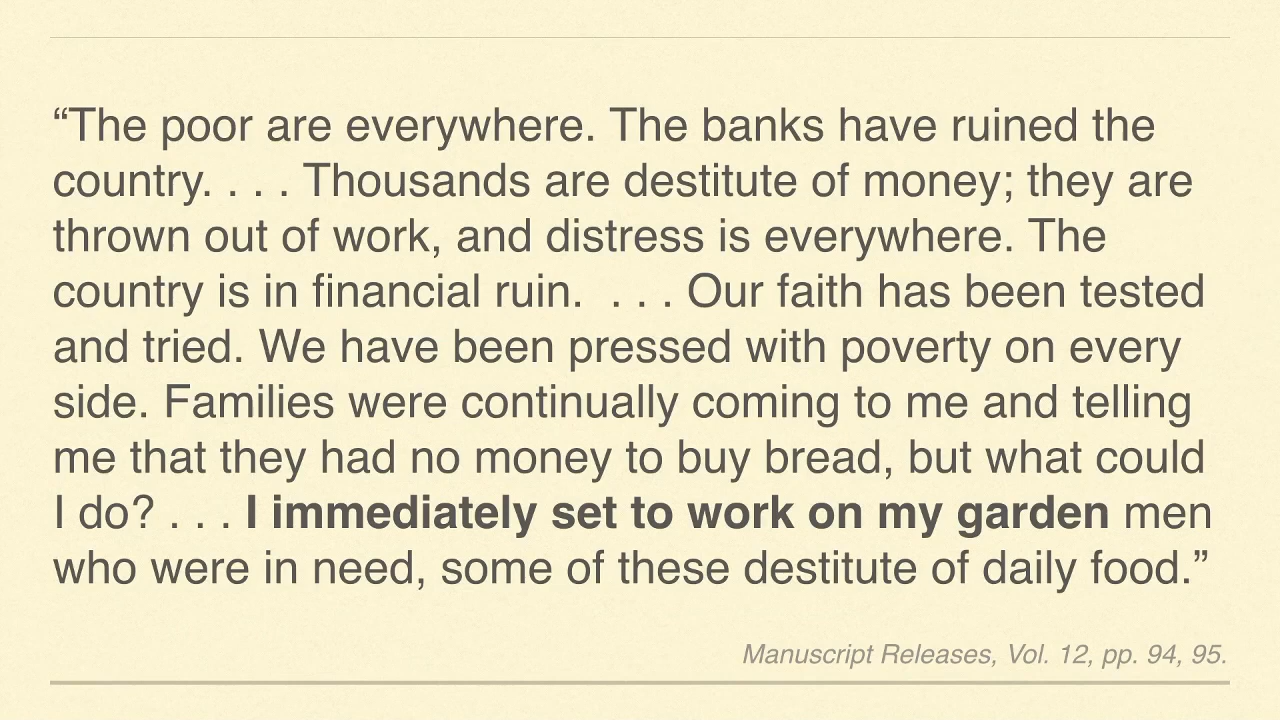 “The poor are everywhere. The banks have ruined the
country. . . . Thousands are destitute of money; they are
thrown out of work, and distress is everywhere. The
country is in financial ruin.  . . . Our faith has been tested
and tried. We have been pressed with poverty on every
side. Families were continually coming to me and telling
me that they had no money to buy bread, but what could
I do? . . . I immediately set to work on my garden men
who were in need, some of these destitute of daily food.”
Manuscript Releases, Vol. 12, pp. 94, 95.